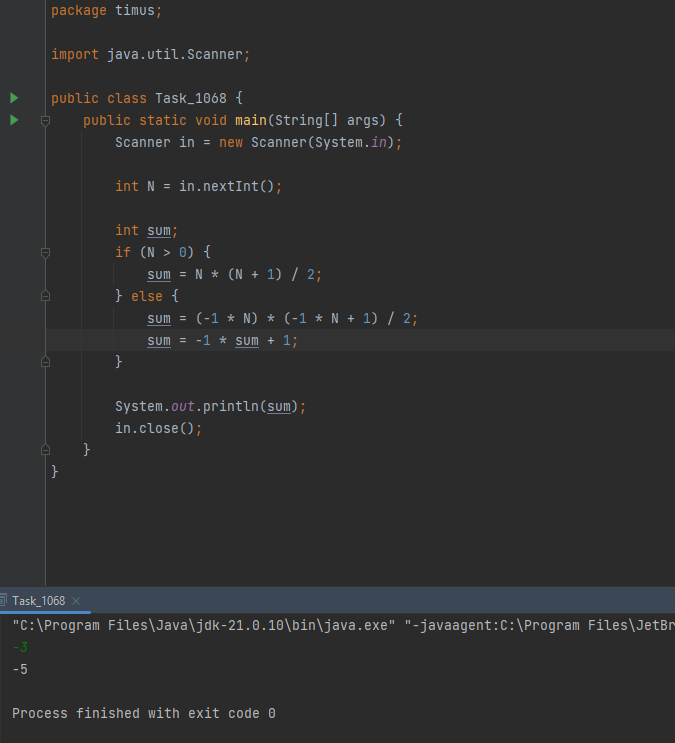 package timus;
import java.util.Scanner;
public class Task_1068 {
public static void main(String[] args) {
Scanner in = new Scanner(System.in);
int N = in.nextInt();
int sum;
if (N > 0) {
sum = N * (N + 1) / 2;
} else {
sum = (-1 * N) * (-1 * N + 1) / 2;
sum = -1 * sum + 1;
}
System.out.println(sum);
in.close();
}
}
Task_1068
"C:\Program Files\Java\jdk-21.0.10\bin\java.exe" "-javaagent:C:\Program Files\JetBr
-3
-5
Process finished with exit code 0